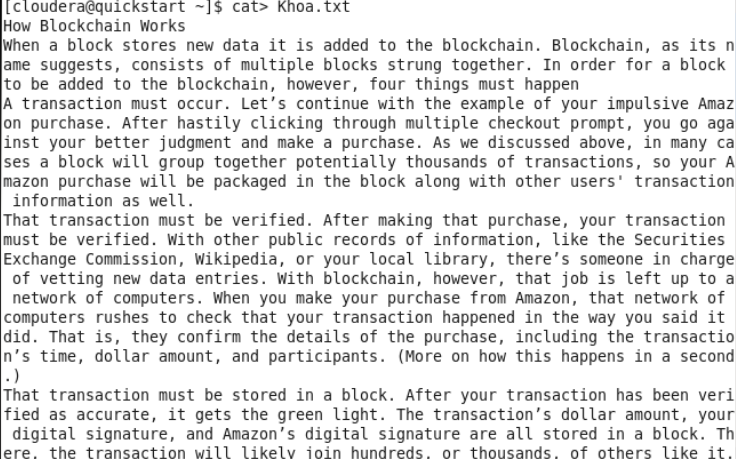 [cloudera@quickstart ~]$ cat> Khoa.txt
How Blockchain Works
When a block stores new data it is added to the blockchain. Blockchain, as its n
ame suggests, consists of multiple blocks strung together. In order for a block
to be added to the blockchain, however, four things must happen
A transaction must occur. Let’s continue with the example of your impulsive Amaz
on purchase. After hastily clicking through multiple checkout prompt, you go aga
inst your better judgment and make a purchase. As we discussed above, in many ca
ses a block will group together potentially thousands of transactions, so your A
mazon purchase will be packaged in the block along with other users' transaction
 information as well.
That transaction must be verified. After making that purchase, your transaction
must be verified. With other public records of information, like the Securities
Exchange Commission, Wikipedia, or your local library, there’s someone in charge
 of vetting new data entries. With blockchain, however, that job is left up to a
 network of computers. When you make your purchase from Amazon, that network of
computers rushes to check that your transaction happened in the way you said it
did. That is, they confirm the details of the purchase, including the transactio
n’s time, dollar amount, and participants. (More on how this happens in a second
.)
That transaction must be stored in a block. After your transaction has been veri
fied as accurate, it gets the green light. The transaction’s dollar amount, your
 digital signature, and Amazon’s digital signature are all stored in a block. Th
ere, the transaction will likely join hundreds, or thousands, of others like it.